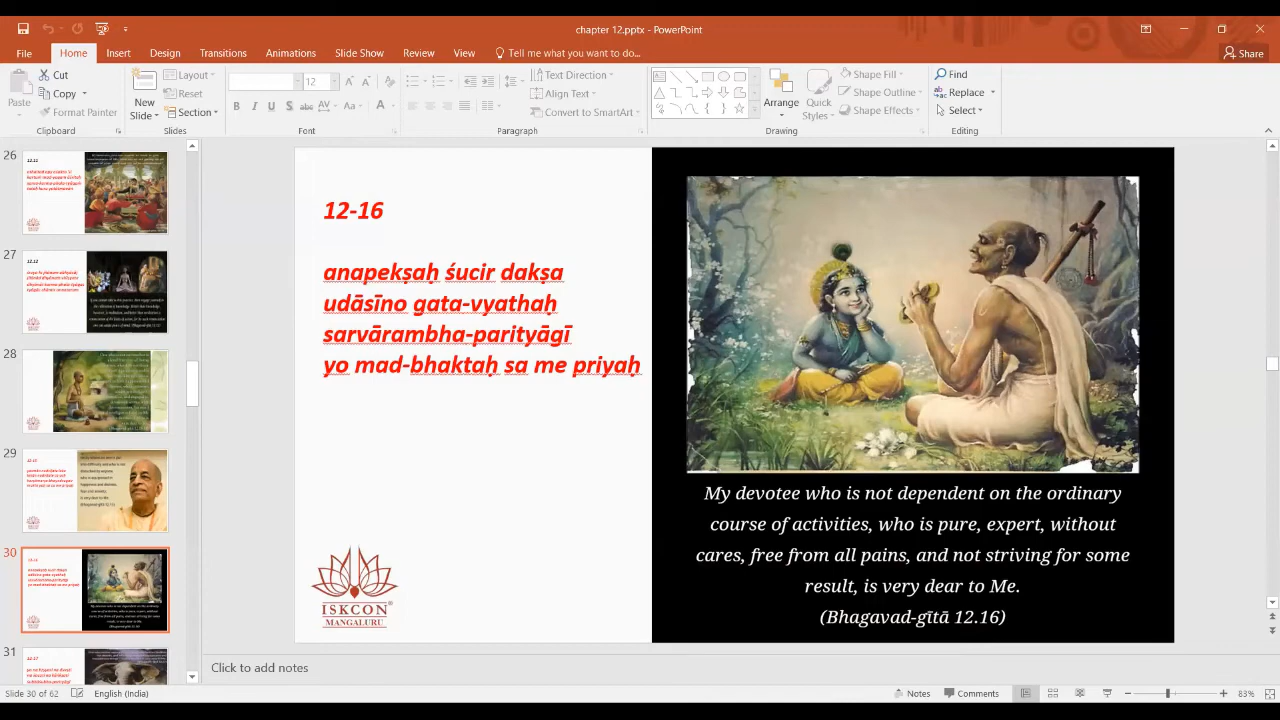 chapter 12.pptx - PowerPoint
File Home Insert Design Transitions Animations Slide Show Review View Tell me what you want to do... Share
Paste Cut Copy Format Painter
New Slide Layout Reset Section
12
B I U S abc AV Aa A
Text Direction Align Text Convert to SmartArt
Arrange Quick Styles Shape Fill Shape Outline Shape Effects
Find Replace Select
Clipboard Slides Font Paragraph Drawing Editing
26
27
28
29
30
31
12-16
anapekṣaḥ śucir dakṣa
udāsīno gata-vyathaḥ
sarvārambha-parityāgī
yo mad-bhaktaḥ sa me priyaḥ
ISKCON
MANGALURU
My devotee who is not dependent on the ordinary
course of activities, who is pure, expert, without
cares, free from all pains, and not striving for some
result, is very dear to Me.
(Bhagavad-gītā 12.16)
Click to add notes
Slide 30 of 62 English (India) Notes Comments 83%